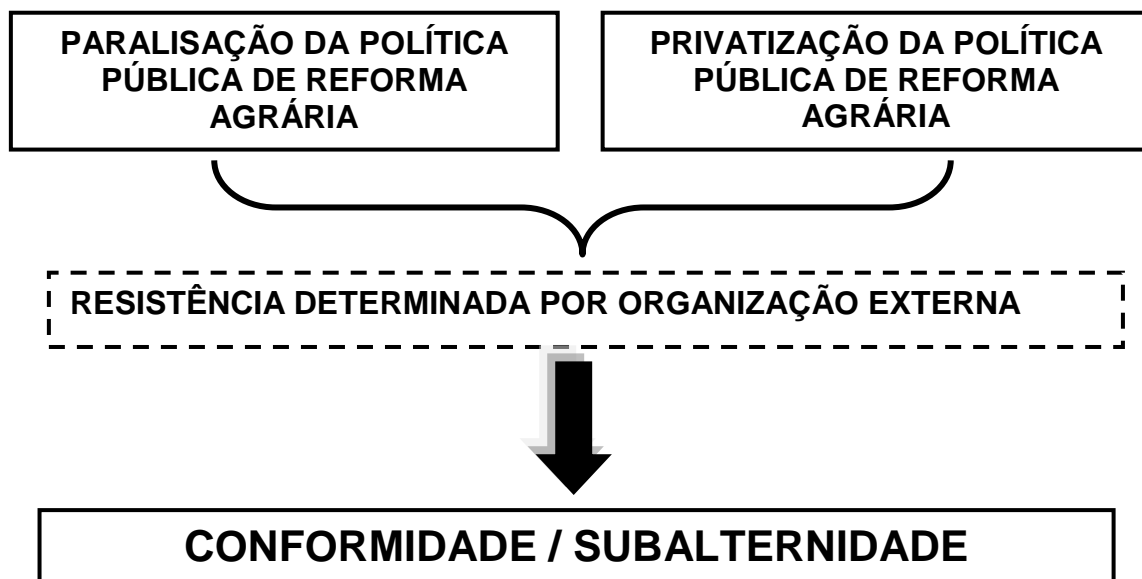 PARALISAÇÃO DA POLÍTICA
PÚBLICA DE REFORMA
AGRÁRIA
PRIVATIZAÇÃO DA POLÍTICA
PÚBLICA DE REFORMA
AGRÁRIA
RESISTÊNCIA DETERMINADA POR ORGANIZAÇÃO EXTERNA
CONFORMIDADE / SUBALTERNIDADE